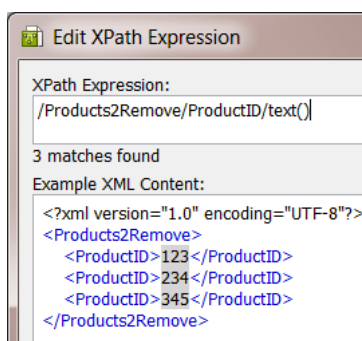 Edit XPath Expression
XPath Expression:
/Products2Remove/ProductID/text()
3 matches found
Example XML Content:
<?xml version="1.0" encoding="UTF-8"?>
<Products2Remove>
<ProductID>123</ProductID>
<ProductID>234</ProductID>
<ProductID>345</ProductID>
</Products2Remove>